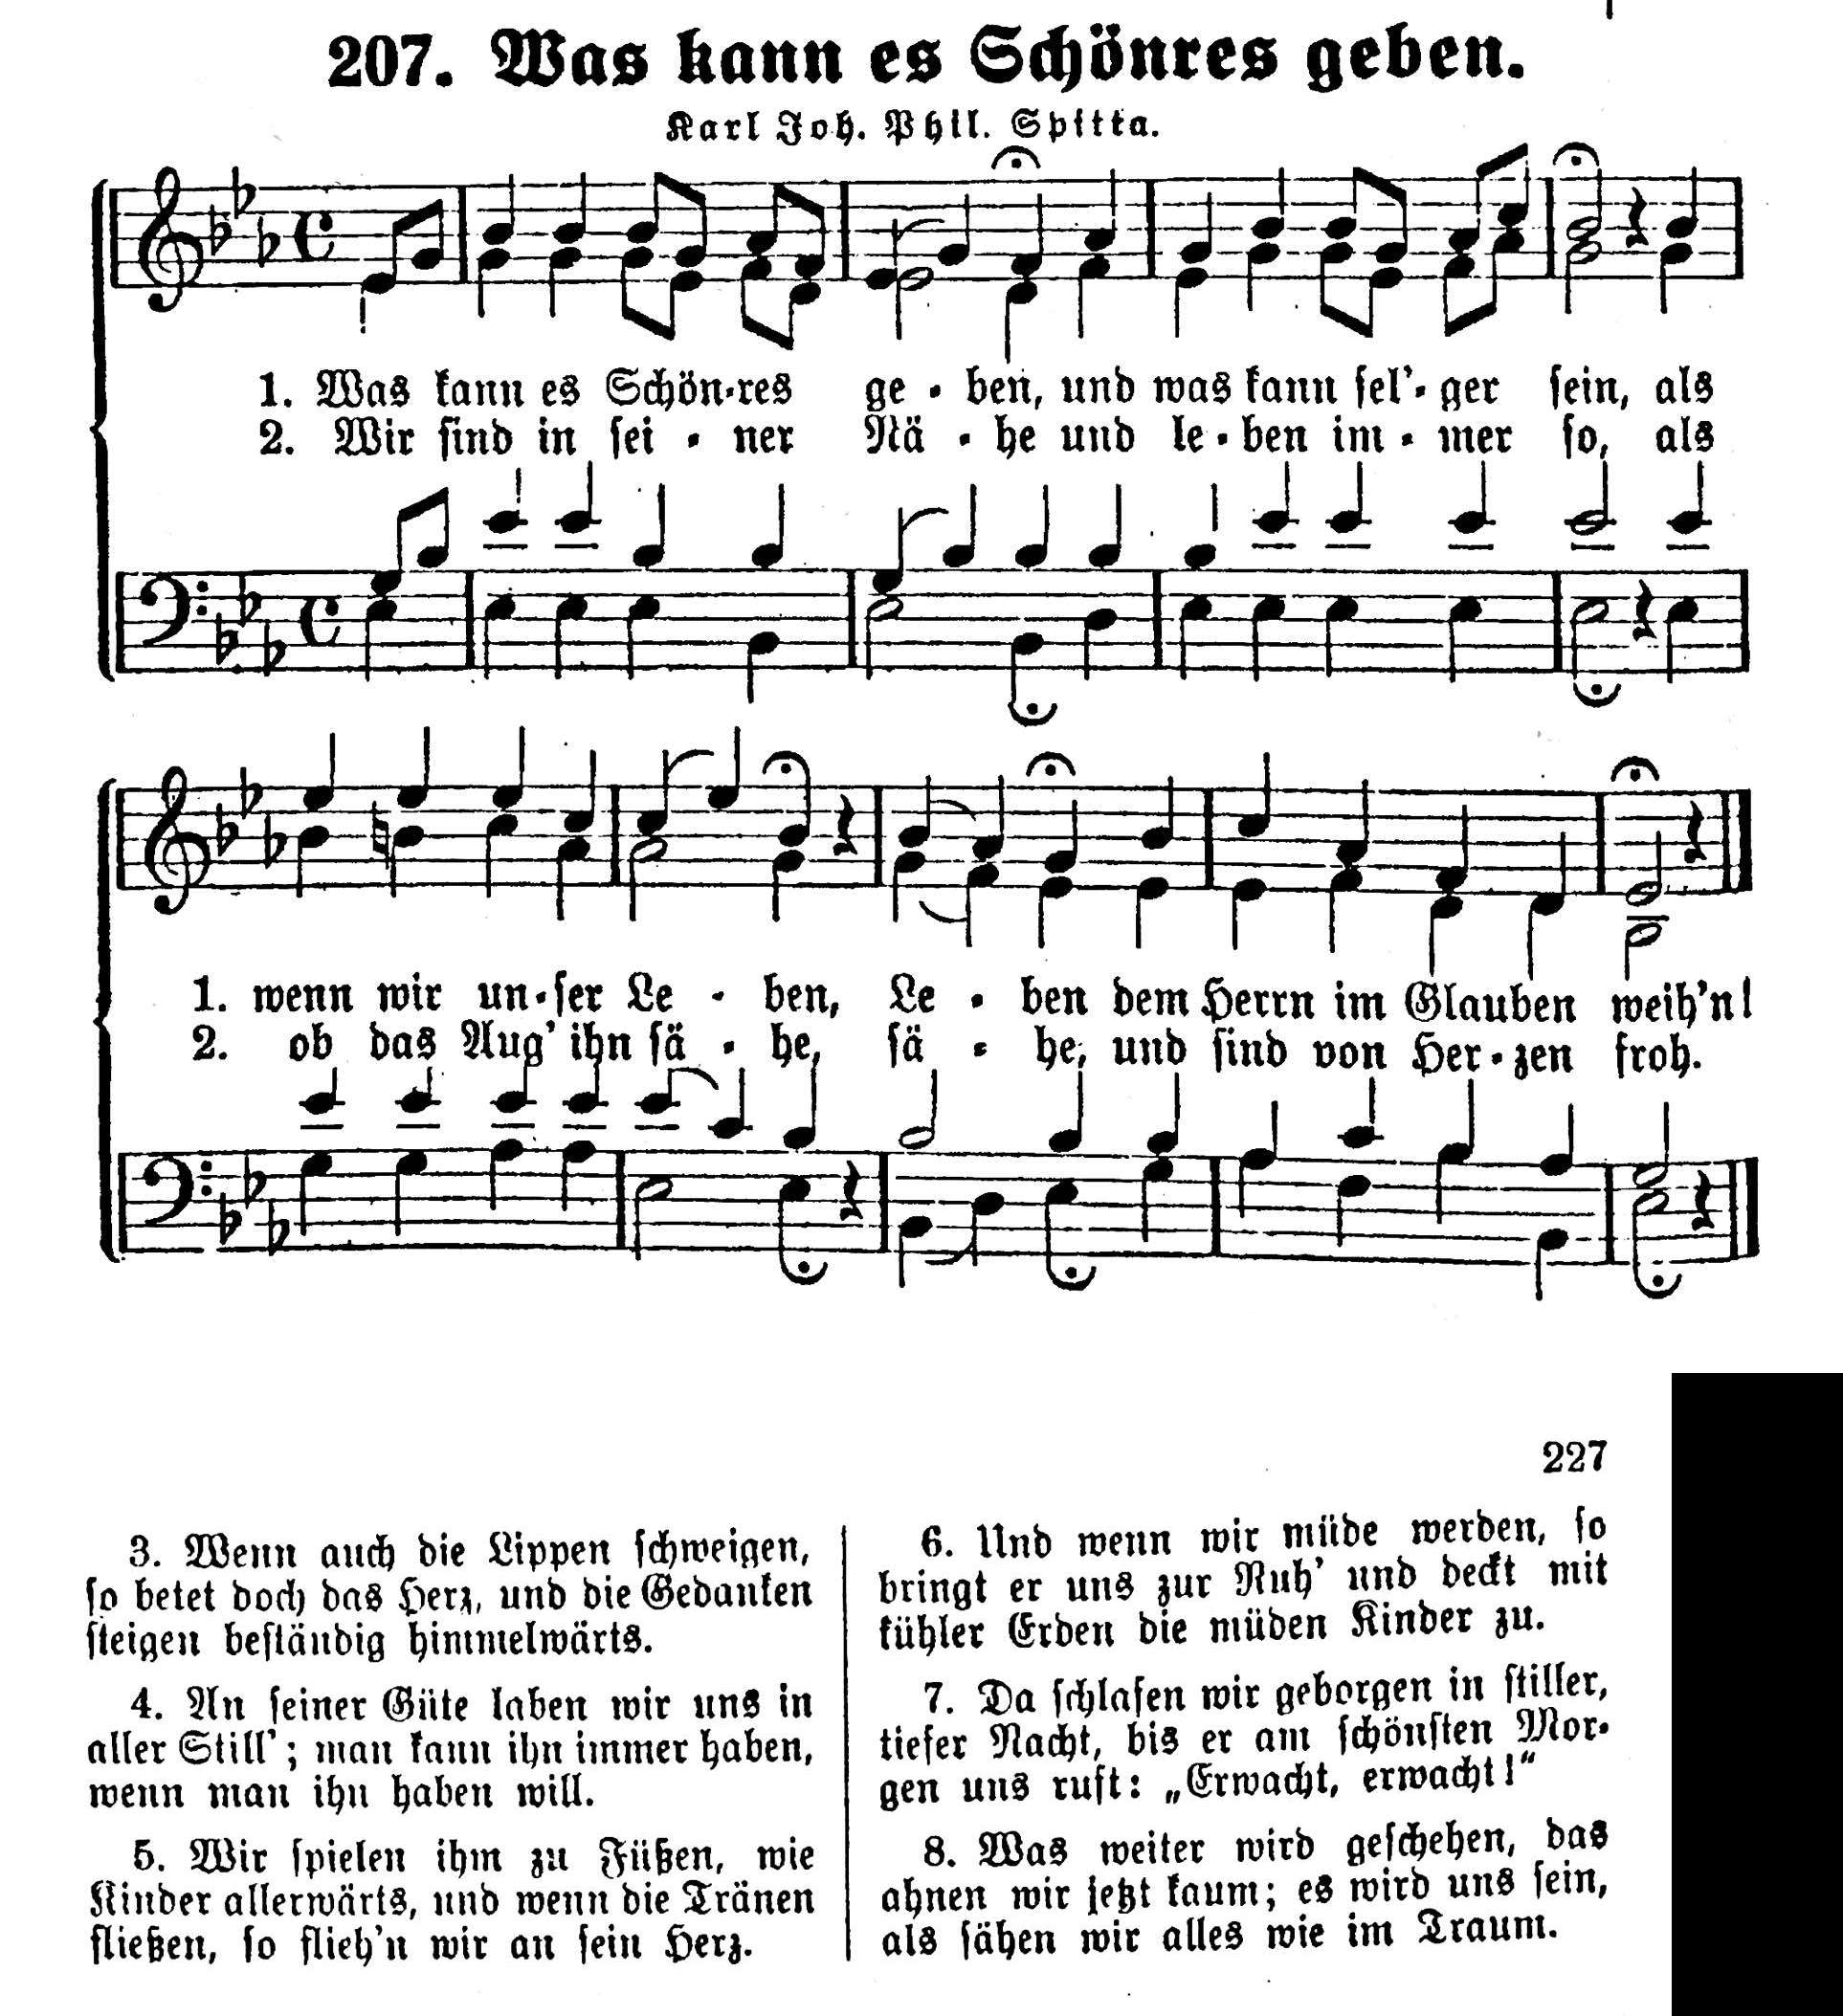 207. Was kann es Schönres geben.
Karl Joh. Phil. Spitta.
1. Was kann es Schön-res ge-ben, und was kann sel'-ger sein, als
2. Wir sind in sei-ner Nä-he und le-ben im-mer so, als
1. wenn wir un-ser Le-ben, Le-ben dem Herrn im Glauben weih'n!
2. ob das Aug' ihn sä-he, sä-he, und sind von Her-zen froh.
227
3. Wenn auch die Lippen schweigen,
so betet doch das Herz, und die Gedanken
steigen beständig himmelwärts.
4. An seiner Güte laben wir uns in
aller Still'; man kann ihn immer haben,
wenn man ihn haben will.
5. Wir spielen ihm zu Füßen, wie
Kinder allerwärts, und wenn die Tränen
fließen, so flieh'n wir an sein Herz.
6. Und wenn wir müde werden, so
bringt er uns zur Ruh' und deckt mit
kühler Erden die müden Kinder zu.
7. Da schlafen wir geborgen in stiller,
tiefer Nacht, bis er am schönsten Mor-
gen uns ruft: „Erwacht, erwacht!“
8. Was weiter wird geschehen, das
ahnen wir jetzt kaum; es wird uns sein,
als sähen wir alles wie im Traum.